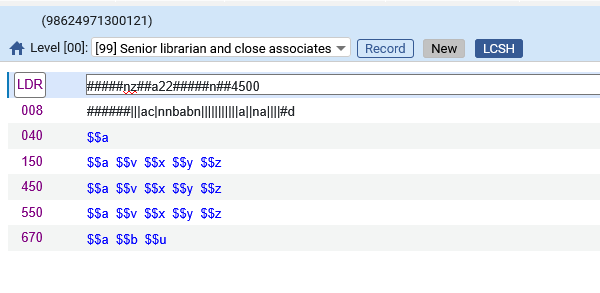 (98624971300121)
Level [00]: [99] Senior librarian and close associates Record New LCSH
LDR #####nz##a22#####n##4500
008 ######|||ac|nnbabn|||||||||||a||na||||#d
040 $$a
150 $$a $$v $$x $$y $$z
450 $$a $$v $$x $$y $$z
550 $$a $$v $$x $$y $$z
670 $$a $$b $$u